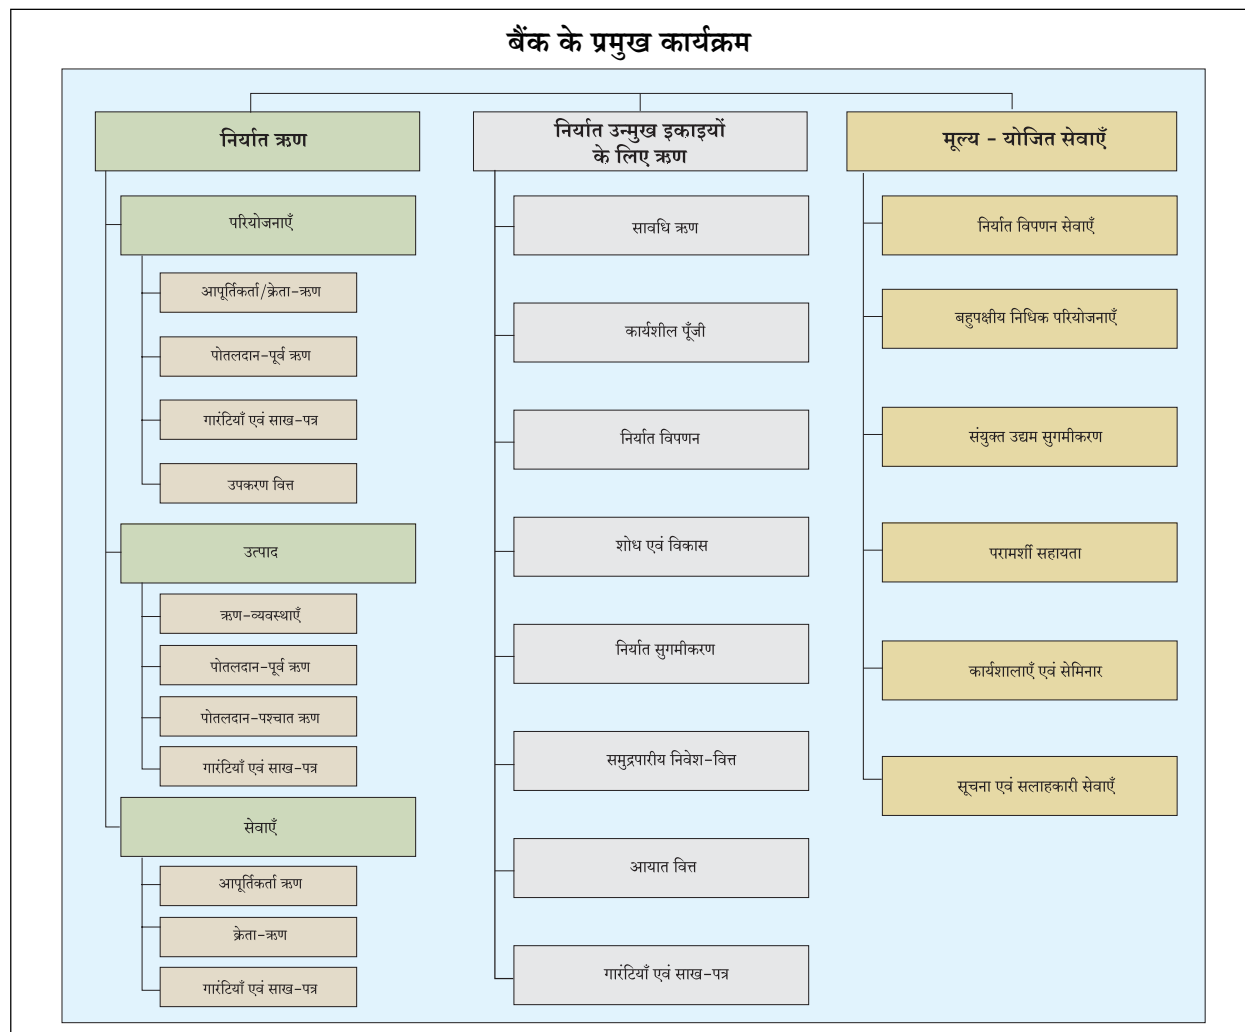 बैंक के प्रमुख कार्यक्रम
निर्यात ऋण
परियोजनाएँ
आपूर्तिकर्ता/क्रेता-ऋण
पोतलदान-पूर्व ऋण
गारंटियाँ एवं साख-पत्र
उपकरण वित्त
उत्पाद
ऋण-व्यवस्थाएँ
पोतलदान-पूर्व ऋण
पोतलदान-पश्चात ऋण
गारंटियाँ एवं साख-पत्र
सेवाएँ
आपूर्तिकर्ता ऋण
क्रेता-ऋण
गारंटियाँ एवं साख-पत्र
निर्यात उन्मुख इकाइयों
के लिए ऋण
सावधि ऋण
कार्यशील पूँजी
निर्यात विपणन
शोध एवं विकास
निर्यात सुगमीकरण
समुद्रपारीय निवेश-वित्त
आयात वित्त
गारंटियाँ एवं साख-पत्र
मूल्य - योजित सेवाएँ
निर्यात विपणन सेवाएँ
बहुपक्षीय निधिक परियोजनाएँ
संयुक्त उद्यम सुगमीकरण
परामर्शी सहायता
कार्यशालाएँ एवं सेमिनार
सूचना एवं सलाहकारी सेवाएँ